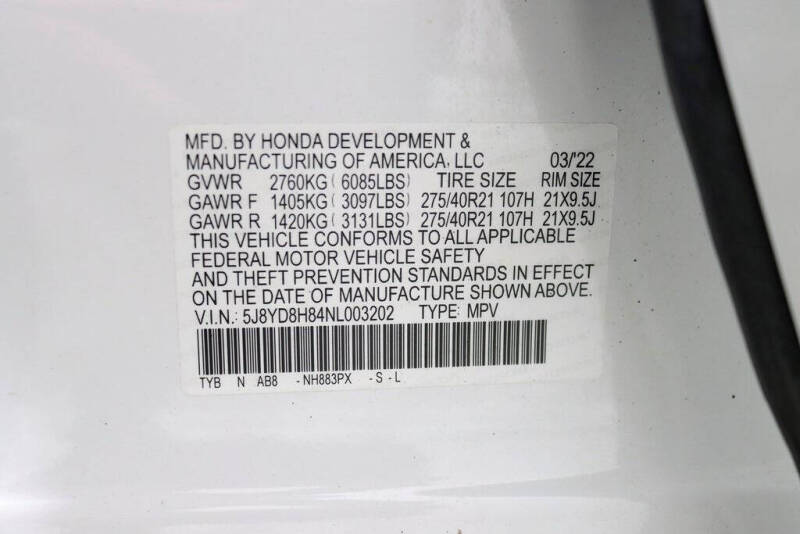 MFD. BY HONDA DEVELOPMENT &
MANUFACTURING OF AMERICA, LLC 03/'22
GVWR 2760KG ( 6085LBS) TIRE SIZE RIM SIZE
GAWR F 1405KG ( 3097LBS) 275/40R21 107H 21X9.5J
GAWR R 1420KG ( 3131LBS) 275/40R21 107H 21X9.5J
THIS VEHICLE CONFORMS TO ALL APPLICABLE
FEDERAL MOTOR VEHICLE SAFETY
AND THEFT PREVENTION STANDARDS IN EFFECT
ON THE DATE OF MANUFACTURE SHOWN ABOVE.
V.I.N.: 5J8YD8H84NL003202 TYPE: MPV
TYB N AB8 -NH883PX -S-L